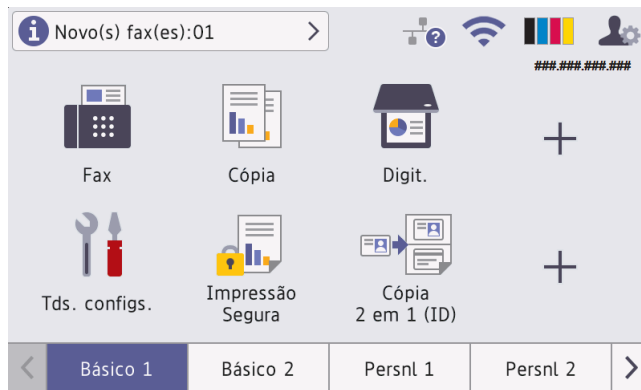 Novo(s) fax(es):01
###.###.###.###
Fax
Cópia
Digit.
Tds. configs.
Impressão
Segura
Cópia
2 em 1 (ID)
Básico 1
Básico 2
Persnl 1
Persnl 2